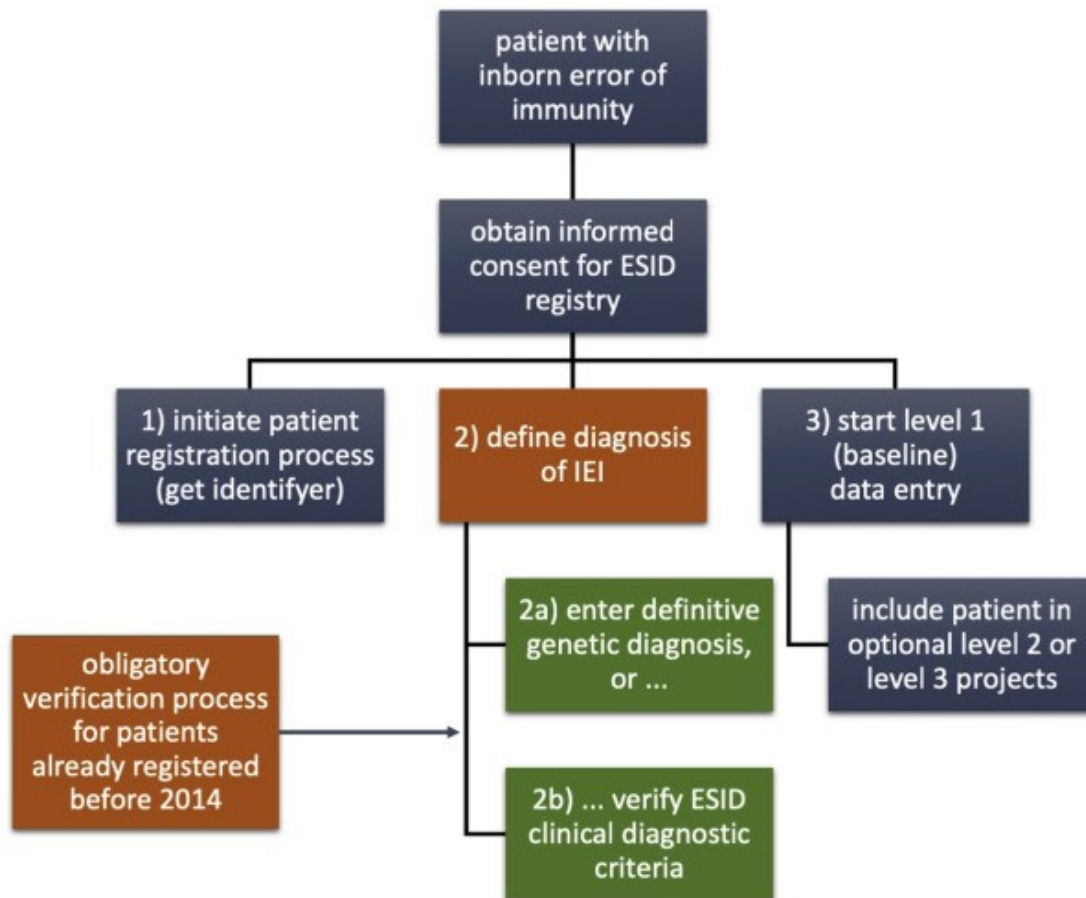 patient with
inborn error of
immunity
obtain informed
consent for ESID
registry
1) initiate patient
registration process
(get identifyer)
2) define diagnosis
of IEI
3) start level 1
(baseline)
data entry
2a) enter definitive
genetic diagnosis,
or ...
include patient in
optional level 2 or
level 3 projects
obligatory
verification process
for patients
already registered
before 2014
2b) ... verify ESID
clinical diagnostic
criteria